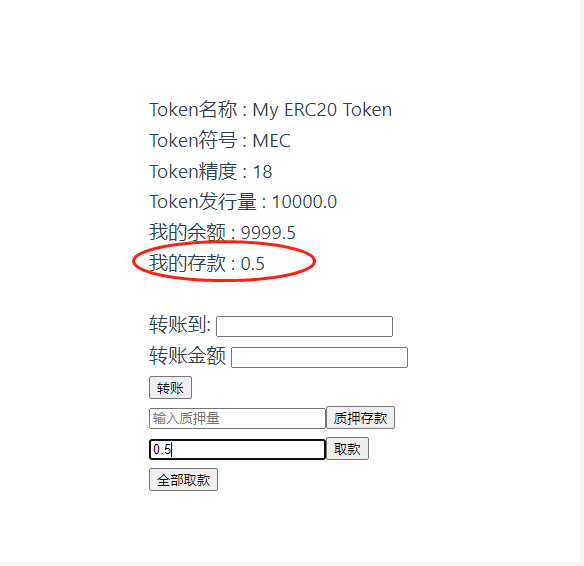 Token名称 : My ERC20 Token
Token符号 : MEC
Token精度 : 18
Token发行量 : 10000.0
我的余额 : 9999.5
我的存款 : 0.5
转账到:
转账金额
转账
输入质押量 质押存款
0.5 取款
全部取款